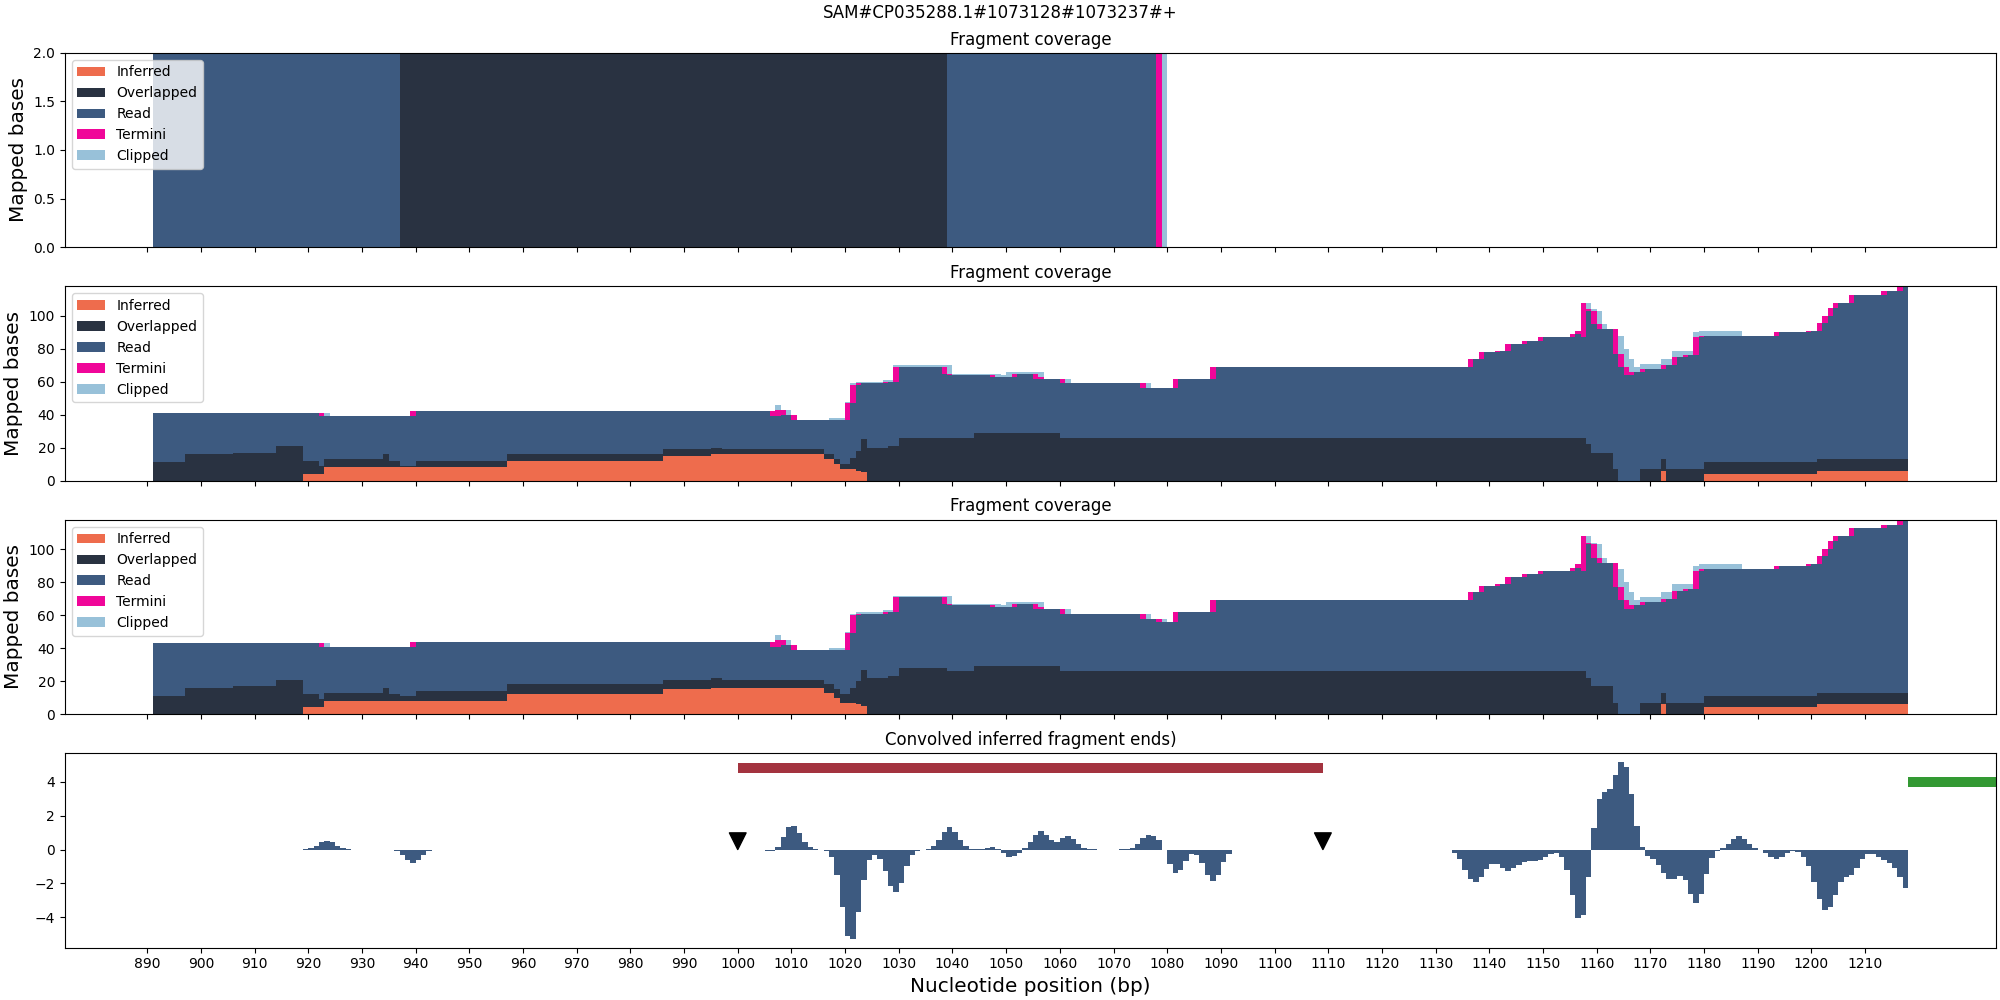 SAM#CP035288.1#1073128#1073237#+
Fragment coverage
Mapped bases
2.0
1.5
1.0
0.5
0.0
Inferred
Overlapped
Read
Termini
Clipped
Fragment coverage
Mapped bases
100
80
60
40
20
0
Inferred
Overlapped
Read
Termini
Clipped
Fragment coverage
Mapped bases
100
80
60
40
20
0
Inferred
Overlapped
Read
Termini
Clipped
Convolved inferred fragment ends)
4
2
0
−2
−4
890 900 910 920 930 940 950 960 970 980 990 1000 1010 1020 1030 1040 1050 1060 1070 1080 1090 1100 1110 1120 1130 1140 1150 1160 1170 1180 1190 1200 1210
Nucleotide position (bp)